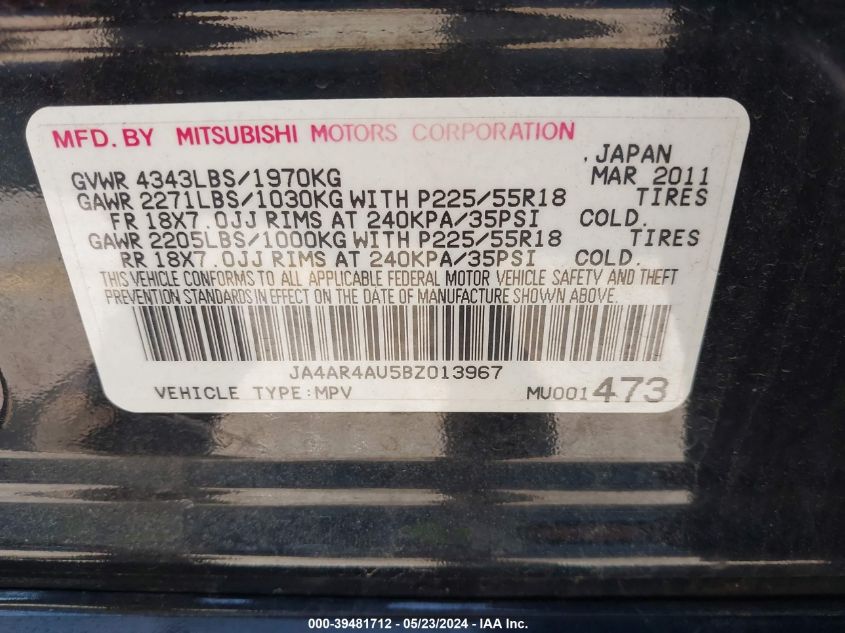 MFD. BY MITSUBISHI MOTORS CORPORATION
, JAPAN
GVWR 4343LBS/1970KG MAR 2011
GAWR 2271LBS/1030KG WITH P225/55R18 TIRES
FR 18X7.0JJ RIMS AT 240KPA/35PSI COLD.
GAWR 2205LBS/1000KG WITH P225/55R18 TIRES
RR 18X7.0JJ RIMS AT 240KPA/35PSI COLD.
THIS VEHICLE CONFORMS TO ALL APPLICABLE FEDERAL MOTOR VEHICLE SAFETY AND THEFT
PREVENTION STANDARDS IN EFFECT ON THE DATE OF MANUFACTURE SHOWN ABOVE.
JA4AR4AU5BZ013967
VEHICLE TYPE:MPV MU001473
000-39481712 - 05/23/2024 - IAAI.COM